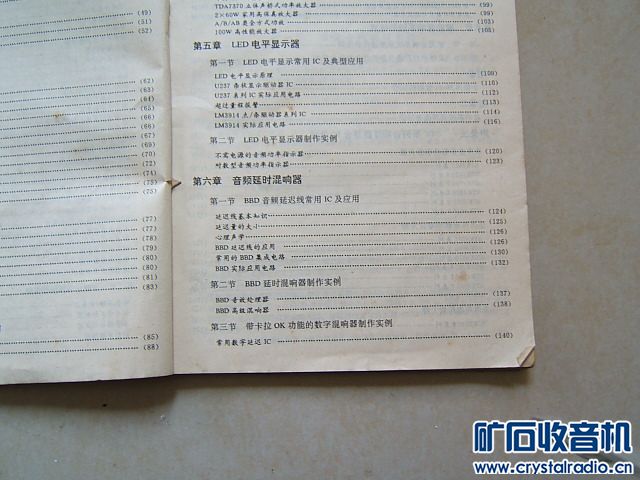 (49)
(51)
(52)
(62)
(63)
(64)
(65)
(66)
(67)
(69)
(70)
(72)
(74)
(75)
(75)
(77)
(77)
(78)
(79)
(80)
(80)
(81)
(83)
(85)
(88)
TDA7370 立体声桥式功率放大器 (99)
2×60W 家用高保真放大器 (103)
A/B/AB 类全方式功放 (105)
100W 高性能放大器 (108)
第五章 LED 电平显示器
第一节 LED 电平显示常用 IC 及典型应用
LED 电平显示原理 (109)
U237 条状显示驱动器 IC (110)
U237 系列 IC 实际应用电路 (112)
超过量程报警 (113)
LM3914 点/条驱动器系列 IC (114)
LM3914 实际应用电路 (116)
第二节 LED 电平显示器制作实例
不需电源的音频功率指示器 (120)
对数型音频功率指示器 (123)
第六章 音频延时混响器
第一节 BBD 音频延迟线常用 IC 及应用
延迟线基本知识 (124)
延迟量的大小 (125)
心理声学 (126)
BBD 延迟线的应用 (126)
常用的 BBD 集成电路 (130)
BBD 实际应用电路 (132)
第二节 BBD 延时混响器制作实例
BBD 音效处理器 (137)
BBD 高效混响器 (138)
第三节 带卡拉 OK 功能的数字混响器制作实例
常用数字延迟 IC (140)
矿石收音机
www.crystalradio.cn